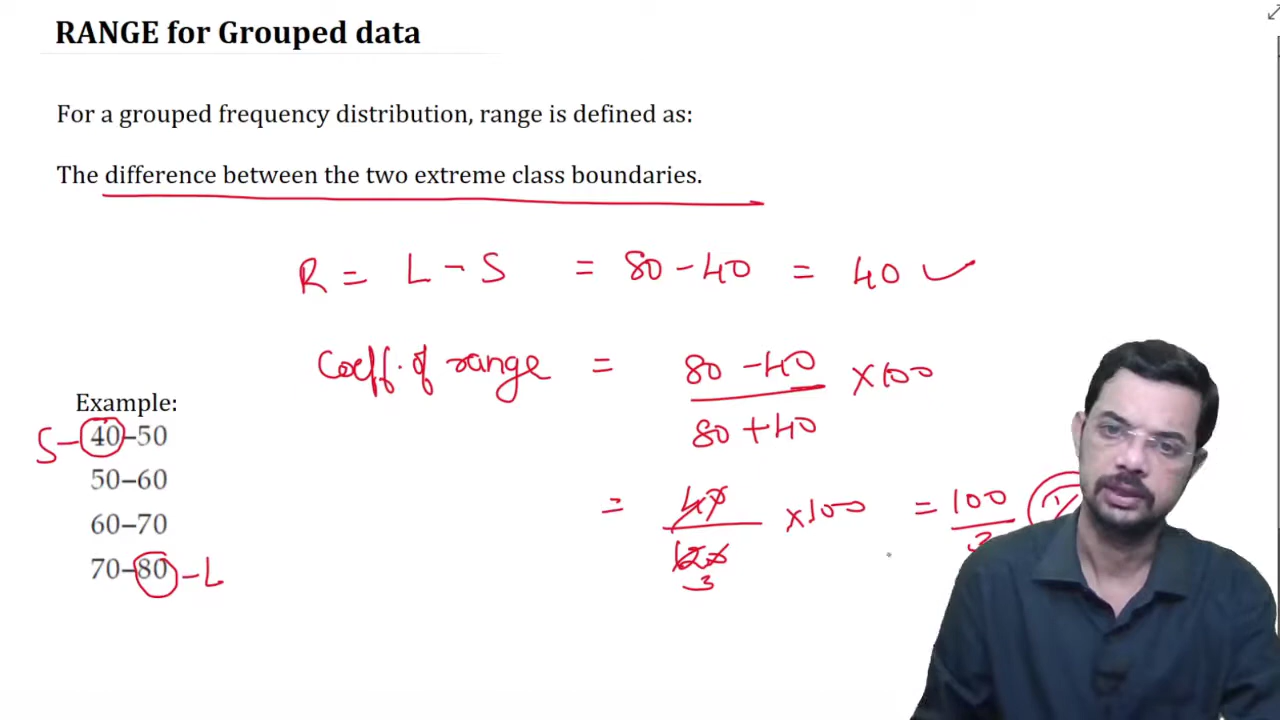 RANGE for Grouped data
For a grouped frequency distribution, range is defined as:
The difference between the two extreme class boundaries.
R = L - S = 80 - 40 = 40 ✓
Coeff. of range = 80 - 40 × 100
80 + 40
Example:
S - 40–50
50–60
60–70
70–80 - L
= 40 × 100 = 100
120 3
3